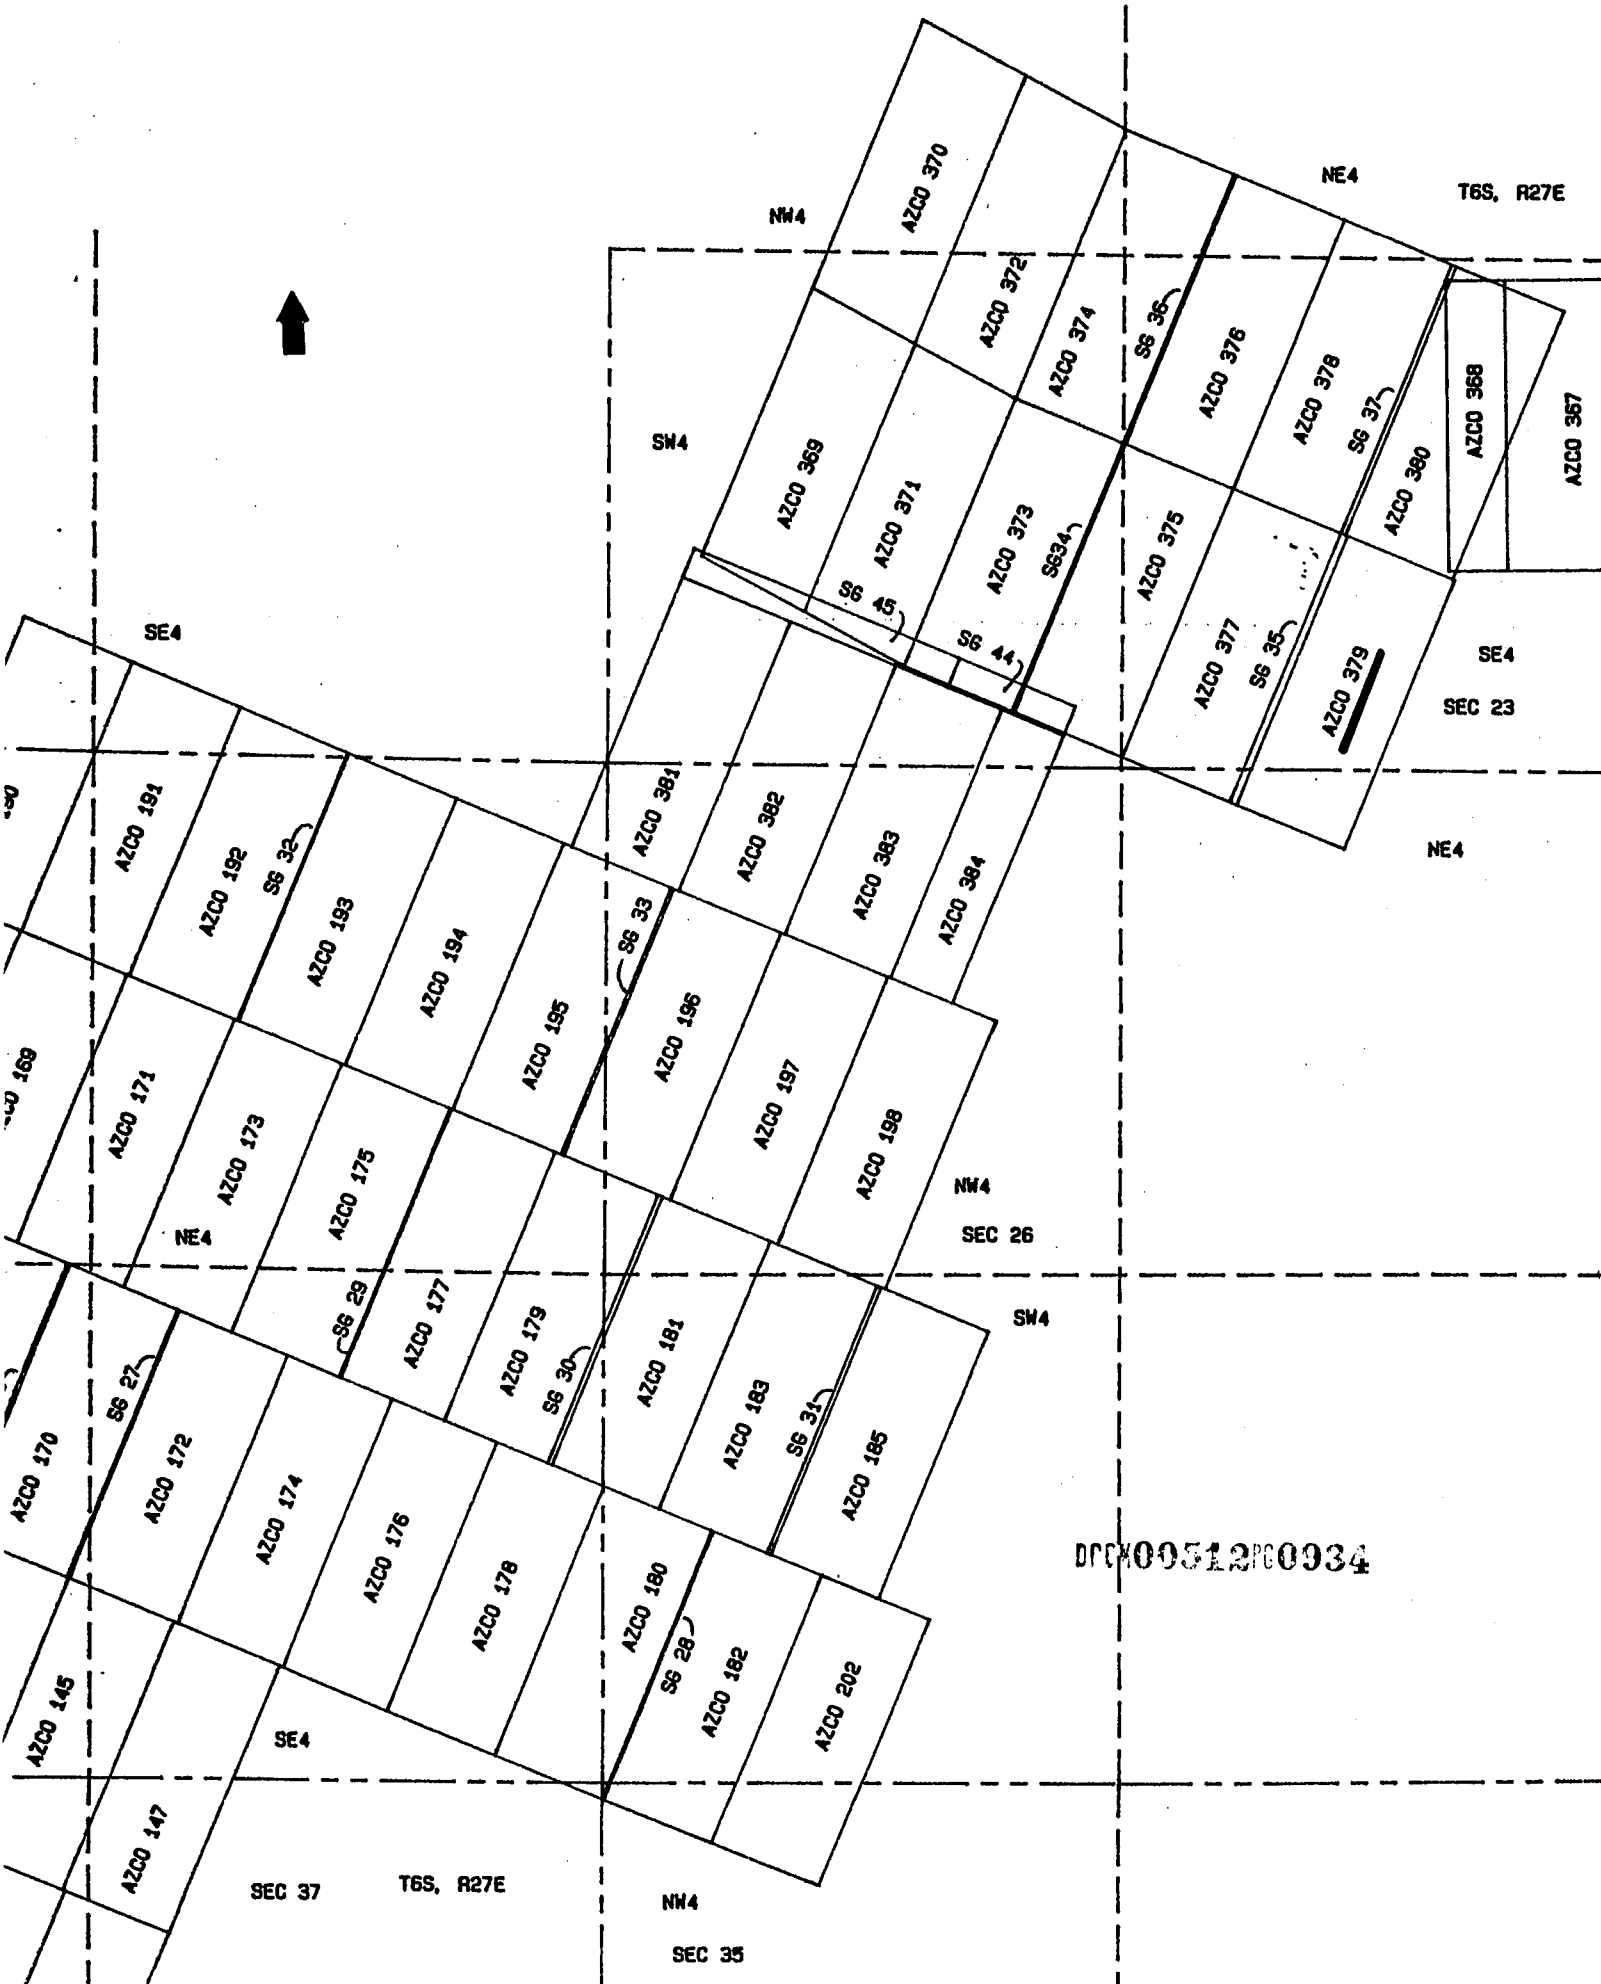 AZCO 370
NE4
T6S, R27E
NW4
AZCO 372
AZCO 374
SG 36
AZCO 376
AZCO 378
SG 37
AZCO 380
AZCO 368
AZCO 367
SW4
AZCO 369
AZCO 371
AZCO 373
SG34
AZCO 375
AZCO 377
SG 35
AZCO 379
SE4
SEC 23
SG 45
SG 44
SE4
AZCO 381
AZCO 382
AZCO 383
AZCO 384
NE4
AZCO 191
AZCO 192
SG 32
AZCO 193
AZCO 194
AZCO 195
SG 33
AZCO 196
AZCO 197
AZCO 198
169
AZCO 171
AZCO 173
AZCO 175
NE4
SG 29
AZCO 177
AZCO 179
SG 30
AZCO 181
AZCO 183
SG 31
AZCO 185
NW4
SEC 26
SW4
AZCO 170
SG 27
AZCO 172
AZCO 174
AZCO 176
AZCO 178
AZCO 180
SG 28
AZCO 182
AZCO 202
00512 0934
AZCO 145
AZCO 147
SE4
SEC 37
T6S, R27E
NW4
SEC 35